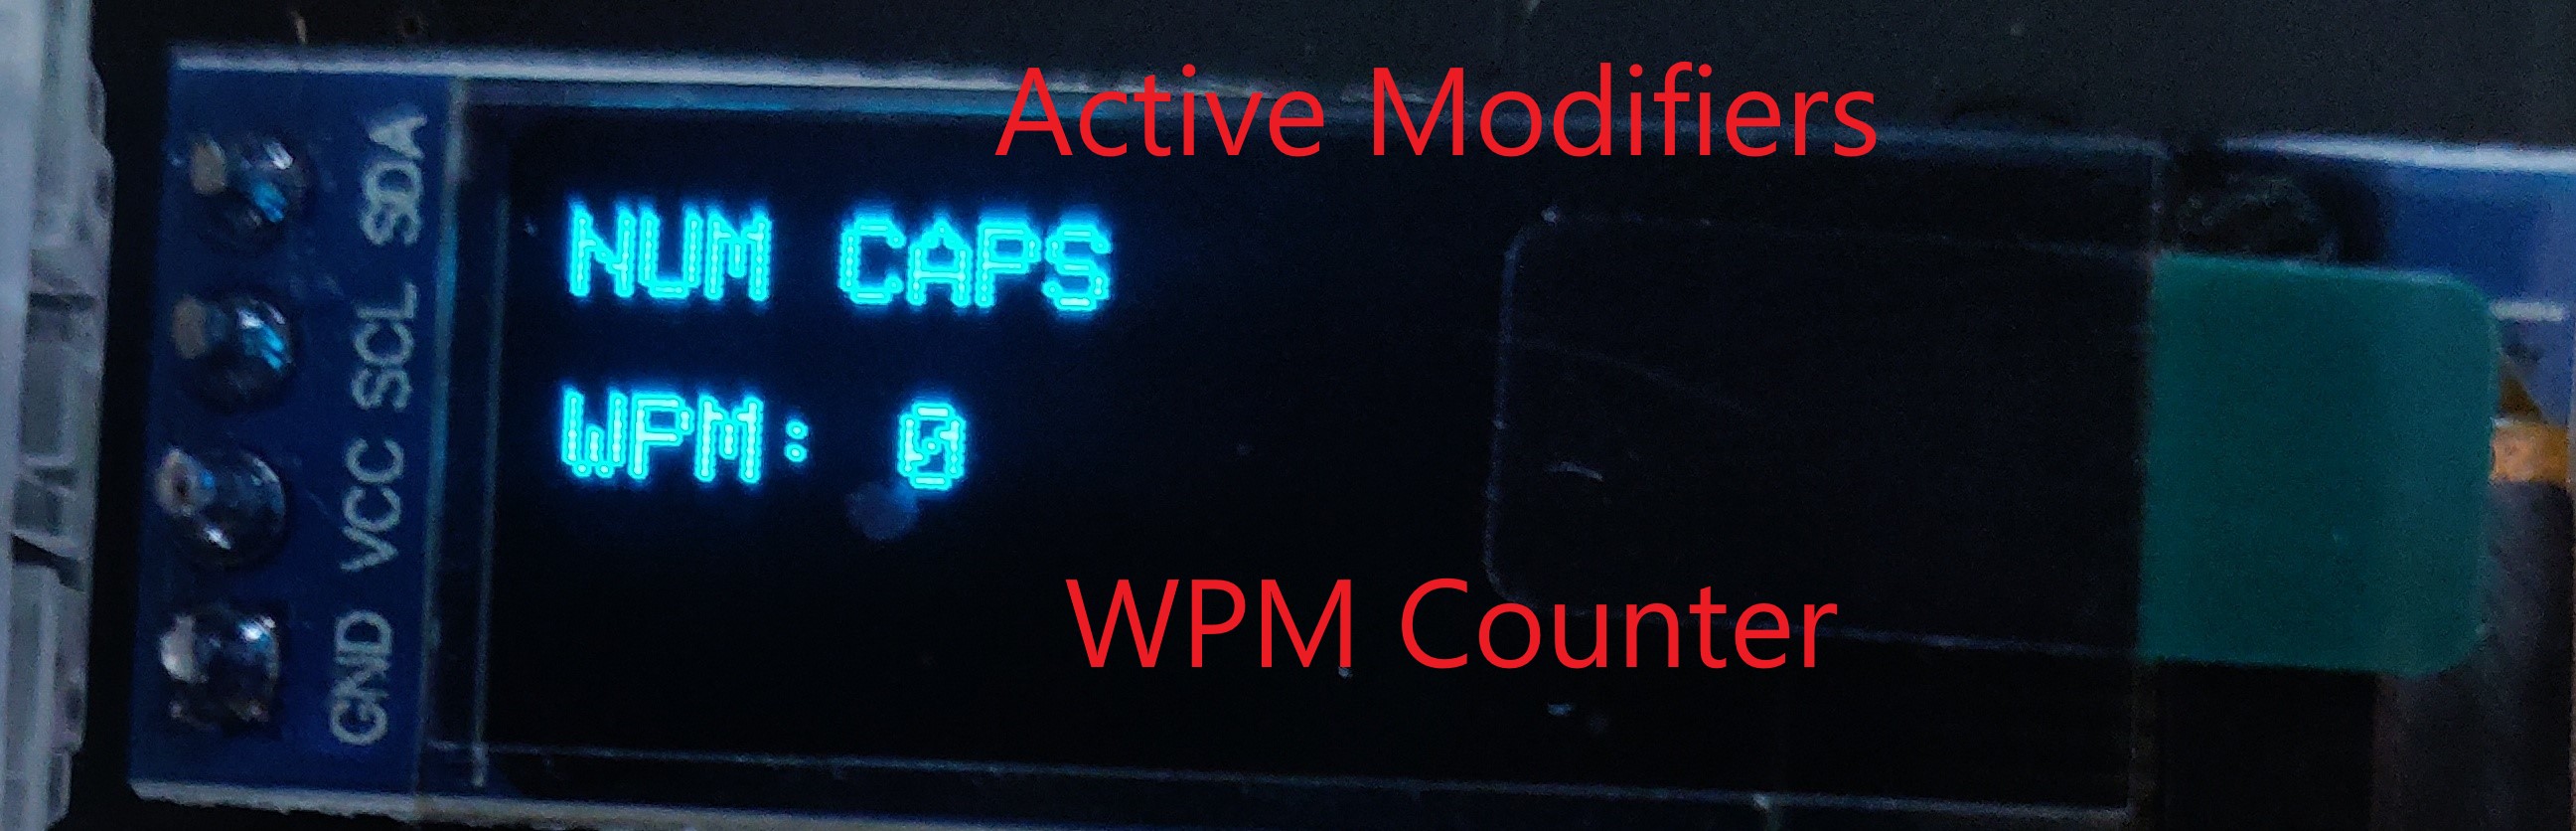 Active Modifiers
SDA
SCL
VCC
GND
NUM CAPS
WPM: 0
WPM Counter